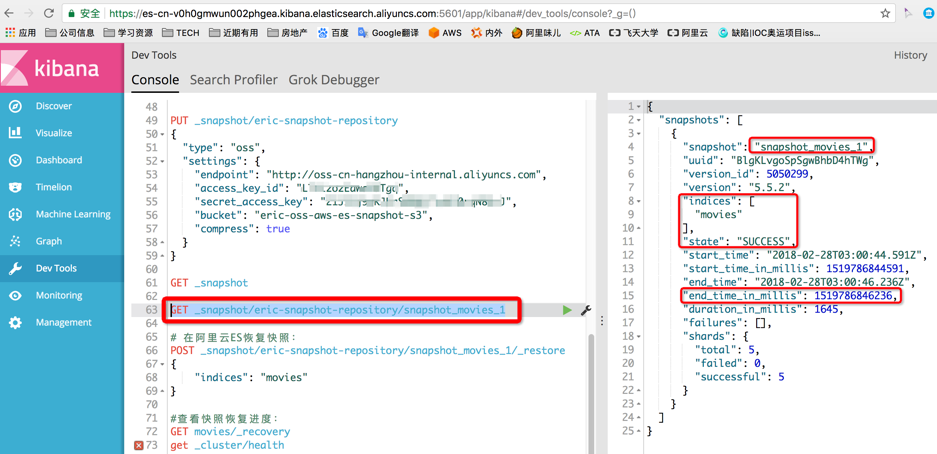 安全 https://es-cn-v0h0gmwun002phgea.kibana.elasticsearch.aliyuncs.com:5601/app/kibana#/dev_tools/console?_g=()
应用 公司信息 学习资源 TECH 近期有用 房地产 百度 Google翻译 AWS 内外 阿里味儿 ATA 飞天大学 阿里云 缺陷|IOC奥运项目iss...
kibana
Discover
Visualize
Dashboard
Timelion
Machine Learning
Graph
Dev Tools
Monitoring
Management
Dev Tools
History
Console Search Profiler Grok Debugger
48
49 PUT _snapshot/eric-snapshot-repository
50 {
51 "type": "oss",
52 "settings": {
53 "endpoint": "http://oss-cn-hangzhou-internal.aliyuncs.com",
54 "access_key_id":
55 "secret_access_key":
56 "bucket": "eric-oss-aws-es-snapshot-s3",
57 "compress": true
58 }
59 }
60
61 GET _snapshot
62
63 GET _snapshot/eric-snapshot-repository/snapshot_movies_1
64
65 # 在阿里云ES恢复快照：
66 POST _snapshot/eric-snapshot-repository/snapshot_movies_1/_restore
67 {
68 "indices": "movies"
69 }
70
71 #查看快照恢复进度：
72 GET movies/_recovery
73 get _cluster/health
1 {
2 "snapshots": [
3 {
4 "snapshot": "snapshot_movies_1",
5 "uuid": "BlgKLvgoSpSgwBhbD4hTWg",
6 "version_id": 5050299,
7 "version": "5.5.2",
8 "indices": [
9 "movies"
10 ],
11 "state": "SUCCESS",
12 "start_time": "2018-02-28T03:00:44.591Z",
13 "start_time_in_millis": 1519786844591,
14 "end_time": "2018-02-28T03:00:46.236Z",
15 "end_time_in_millis": 1519786846236,
16 "duration_in_millis": 1645,
17 "failures": [],
18 "shards": {
19 "total": 5,
20 "failed": 0,
21 "successful": 5
22 }
23 }
24 ]
25 }